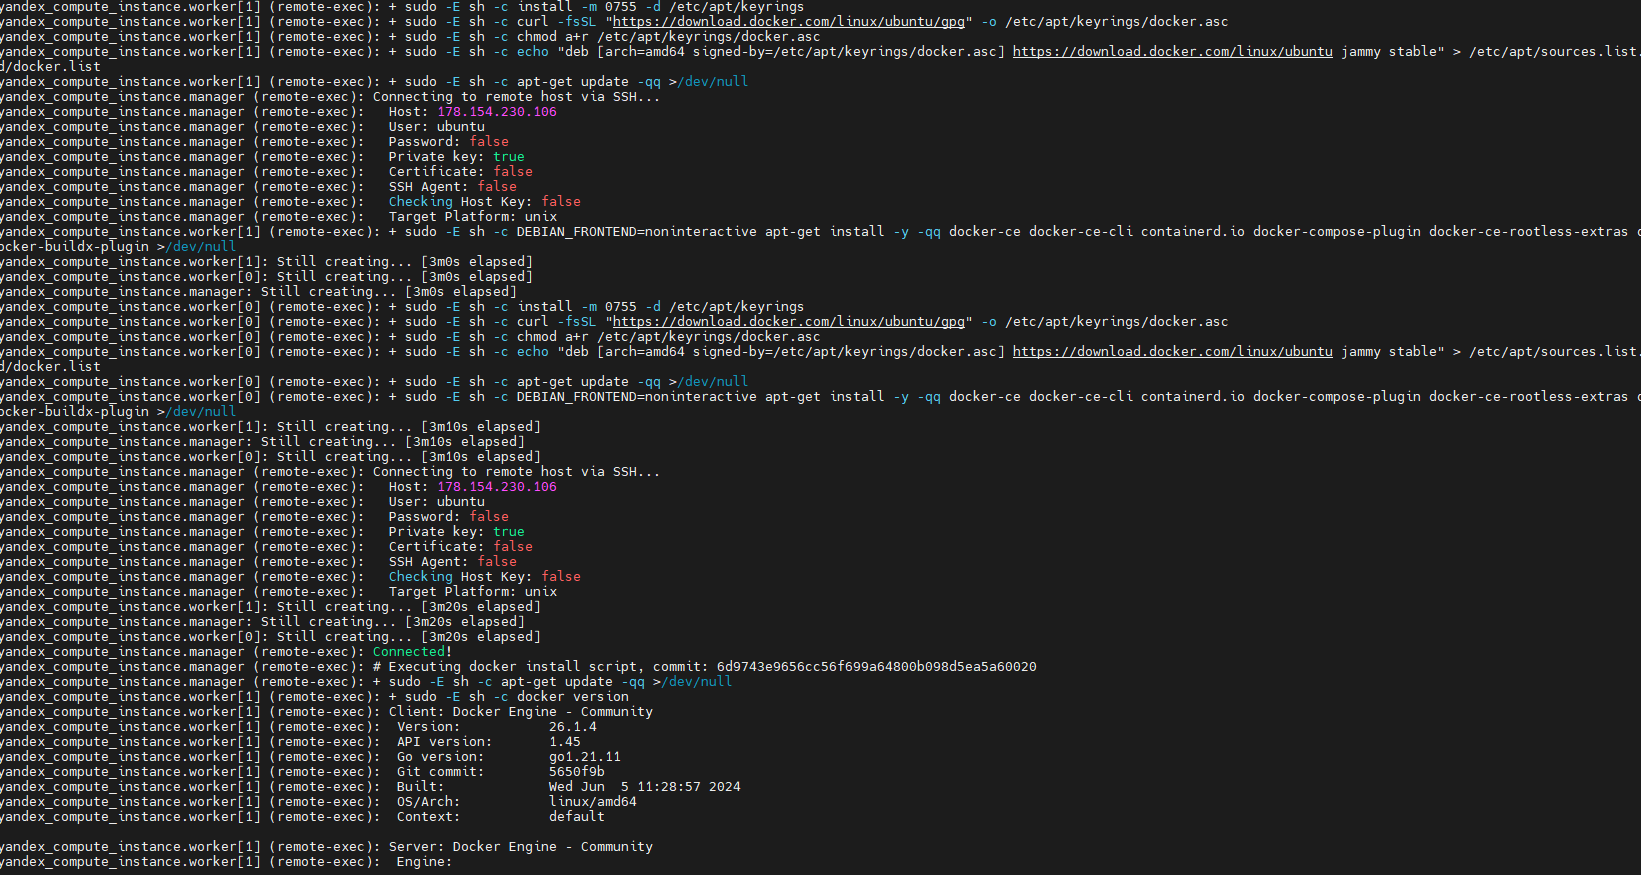 yandex_compute_instance.worker[1] (remote-exec): + sudo -E sh -c install -m 0755 -d /etc/apt/keyrings
yandex_compute_instance.worker[1] (remote-exec): + sudo -E sh -c curl -fsSL "https://download.docker.com/linux/ubuntu/gpg" -o /etc/apt/keyrings/docker.asc
yandex_compute_instance.worker[1] (remote-exec): + sudo -E sh -c chmod a+r /etc/apt/keyrings/docker.asc
yandex_compute_instance.worker[1] (remote-exec): + sudo -E sh -c echo "deb [arch=amd64 signed-by=/etc/apt/keyrings/docker.asc] https://download.docker.com/linux/ubuntu jammy stable" > /etc/apt/sources.list.
d/docker.list
yandex_compute_instance.worker[1] (remote-exec): + sudo -E sh -c apt-get update -qq >/dev/null
yandex_compute_instance.manager (remote-exec): Connecting to remote host via SSH...
yandex_compute_instance.manager (remote-exec):   Host: 178.154.230.106
yandex_compute_instance.manager (remote-exec):   User: ubuntu
yandex_compute_instance.manager (remote-exec):   Password: false
yandex_compute_instance.manager (remote-exec):   Private key: true
yandex_compute_instance.manager (remote-exec):   Certificate: false
yandex_compute_instance.manager (remote-exec):   SSH Agent: false
yandex_compute_instance.manager (remote-exec):   Checking Host Key: false
yandex_compute_instance.manager (remote-exec):   Target Platform: unix
yandex_compute_instance.worker[1] (remote-exec): + sudo -E sh -c DEBIAN_FRONTEND=noninteractive apt-get install -y -qq docker-ce docker-ce-cli containerd.io docker-compose-plugin docker-ce-rootless-extras d
ocker-buildx-plugin >/dev/null
yandex_compute_instance.worker[1]: Still creating... [3m0s elapsed]
yandex_compute_instance.worker[0]: Still creating... [3m0s elapsed]
yandex_compute_instance.manager: Still creating... [3m0s elapsed]
yandex_compute_instance.worker[0] (remote-exec): + sudo -E sh -c install -m 0755 -d /etc/apt/keyrings
yandex_compute_instance.worker[0] (remote-exec): + sudo -E sh -c curl -fsSL "https://download.docker.com/linux/ubuntu/gpg" -o /etc/apt/keyrings/docker.asc
yandex_compute_instance.worker[0] (remote-exec): + sudo -E sh -c chmod a+r /etc/apt/keyrings/docker.asc
yandex_compute_instance.worker[0] (remote-exec): + sudo -E sh -c echo "deb [arch=amd64 signed-by=/etc/apt/keyrings/docker.asc] https://download.docker.com/linux/ubuntu jammy stable" > /etc/apt/sources.list.
d/docker.list
yandex_compute_instance.worker[0] (remote-exec): + sudo -E sh -c apt-get update -qq >/dev/null
yandex_compute_instance.worker[0] (remote-exec): + sudo -E sh -c DEBIAN_FRONTEND=noninteractive apt-get install -y -qq docker-ce docker-ce-cli containerd.io docker-compose-plugin docker-ce-rootless-extras d
ocker-buildx-plugin >/dev/null
yandex_compute_instance.worker[1]: Still creating... [3m10s elapsed]
yandex_compute_instance.manager: Still creating... [3m10s elapsed]
yandex_compute_instance.worker[0]: Still creating... [3m10s elapsed]
yandex_compute_instance.manager (remote-exec): Connecting to remote host via SSH...
yandex_compute_instance.manager (remote-exec):   Host: 178.154.230.106
yandex_compute_instance.manager (remote-exec):   User: ubuntu
yandex_compute_instance.manager (remote-exec):   Password: false
yandex_compute_instance.manager (remote-exec):   Private key: true
yandex_compute_instance.manager (remote-exec):   Certificate: false
yandex_compute_instance.manager (remote-exec):   SSH Agent: false
yandex_compute_instance.manager (remote-exec):   Checking Host Key: false
yandex_compute_instance.manager (remote-exec):   Target Platform: unix
yandex_compute_instance.worker[1]: Still creating... [3m20s elapsed]
yandex_compute_instance.manager: Still creating... [3m20s elapsed]
yandex_compute_instance.worker[0]: Still creating... [3m20s elapsed]
yandex_compute_instance.manager (remote-exec): Connected!
yandex_compute_instance.manager (remote-exec): # Executing docker install script, commit: 6d9743e9656cc56f699a64800b098d5ea5a60020
yandex_compute_instance.manager (remote-exec): + sudo -E sh -c apt-get update -qq >/dev/null
yandex_compute_instance.worker[1] (remote-exec): + sudo -E sh -c docker version
yandex_compute_instance.worker[1] (remote-exec): Client: Docker Engine - Community
yandex_compute_instance.worker[1] (remote-exec):  Version:           26.1.4
yandex_compute_instance.worker[1] (remote-exec):  API version:       1.45
yandex_compute_instance.worker[1] (remote-exec):  Go version:        go1.21.11
yandex_compute_instance.worker[1] (remote-exec):  Git commit:        5650f9b
yandex_compute_instance.worker[1] (remote-exec):  Built:             Wed Jun  5 11:28:57 2024
yandex_compute_instance.worker[1] (remote-exec):  OS/Arch:           linux/amd64
yandex_compute_instance.worker[1] (remote-exec):  Context:           default
yandex_compute_instance.worker[1] (remote-exec): Server: Docker Engine - Community
yandex_compute_instance.worker[1] (remote-exec):  Engine: